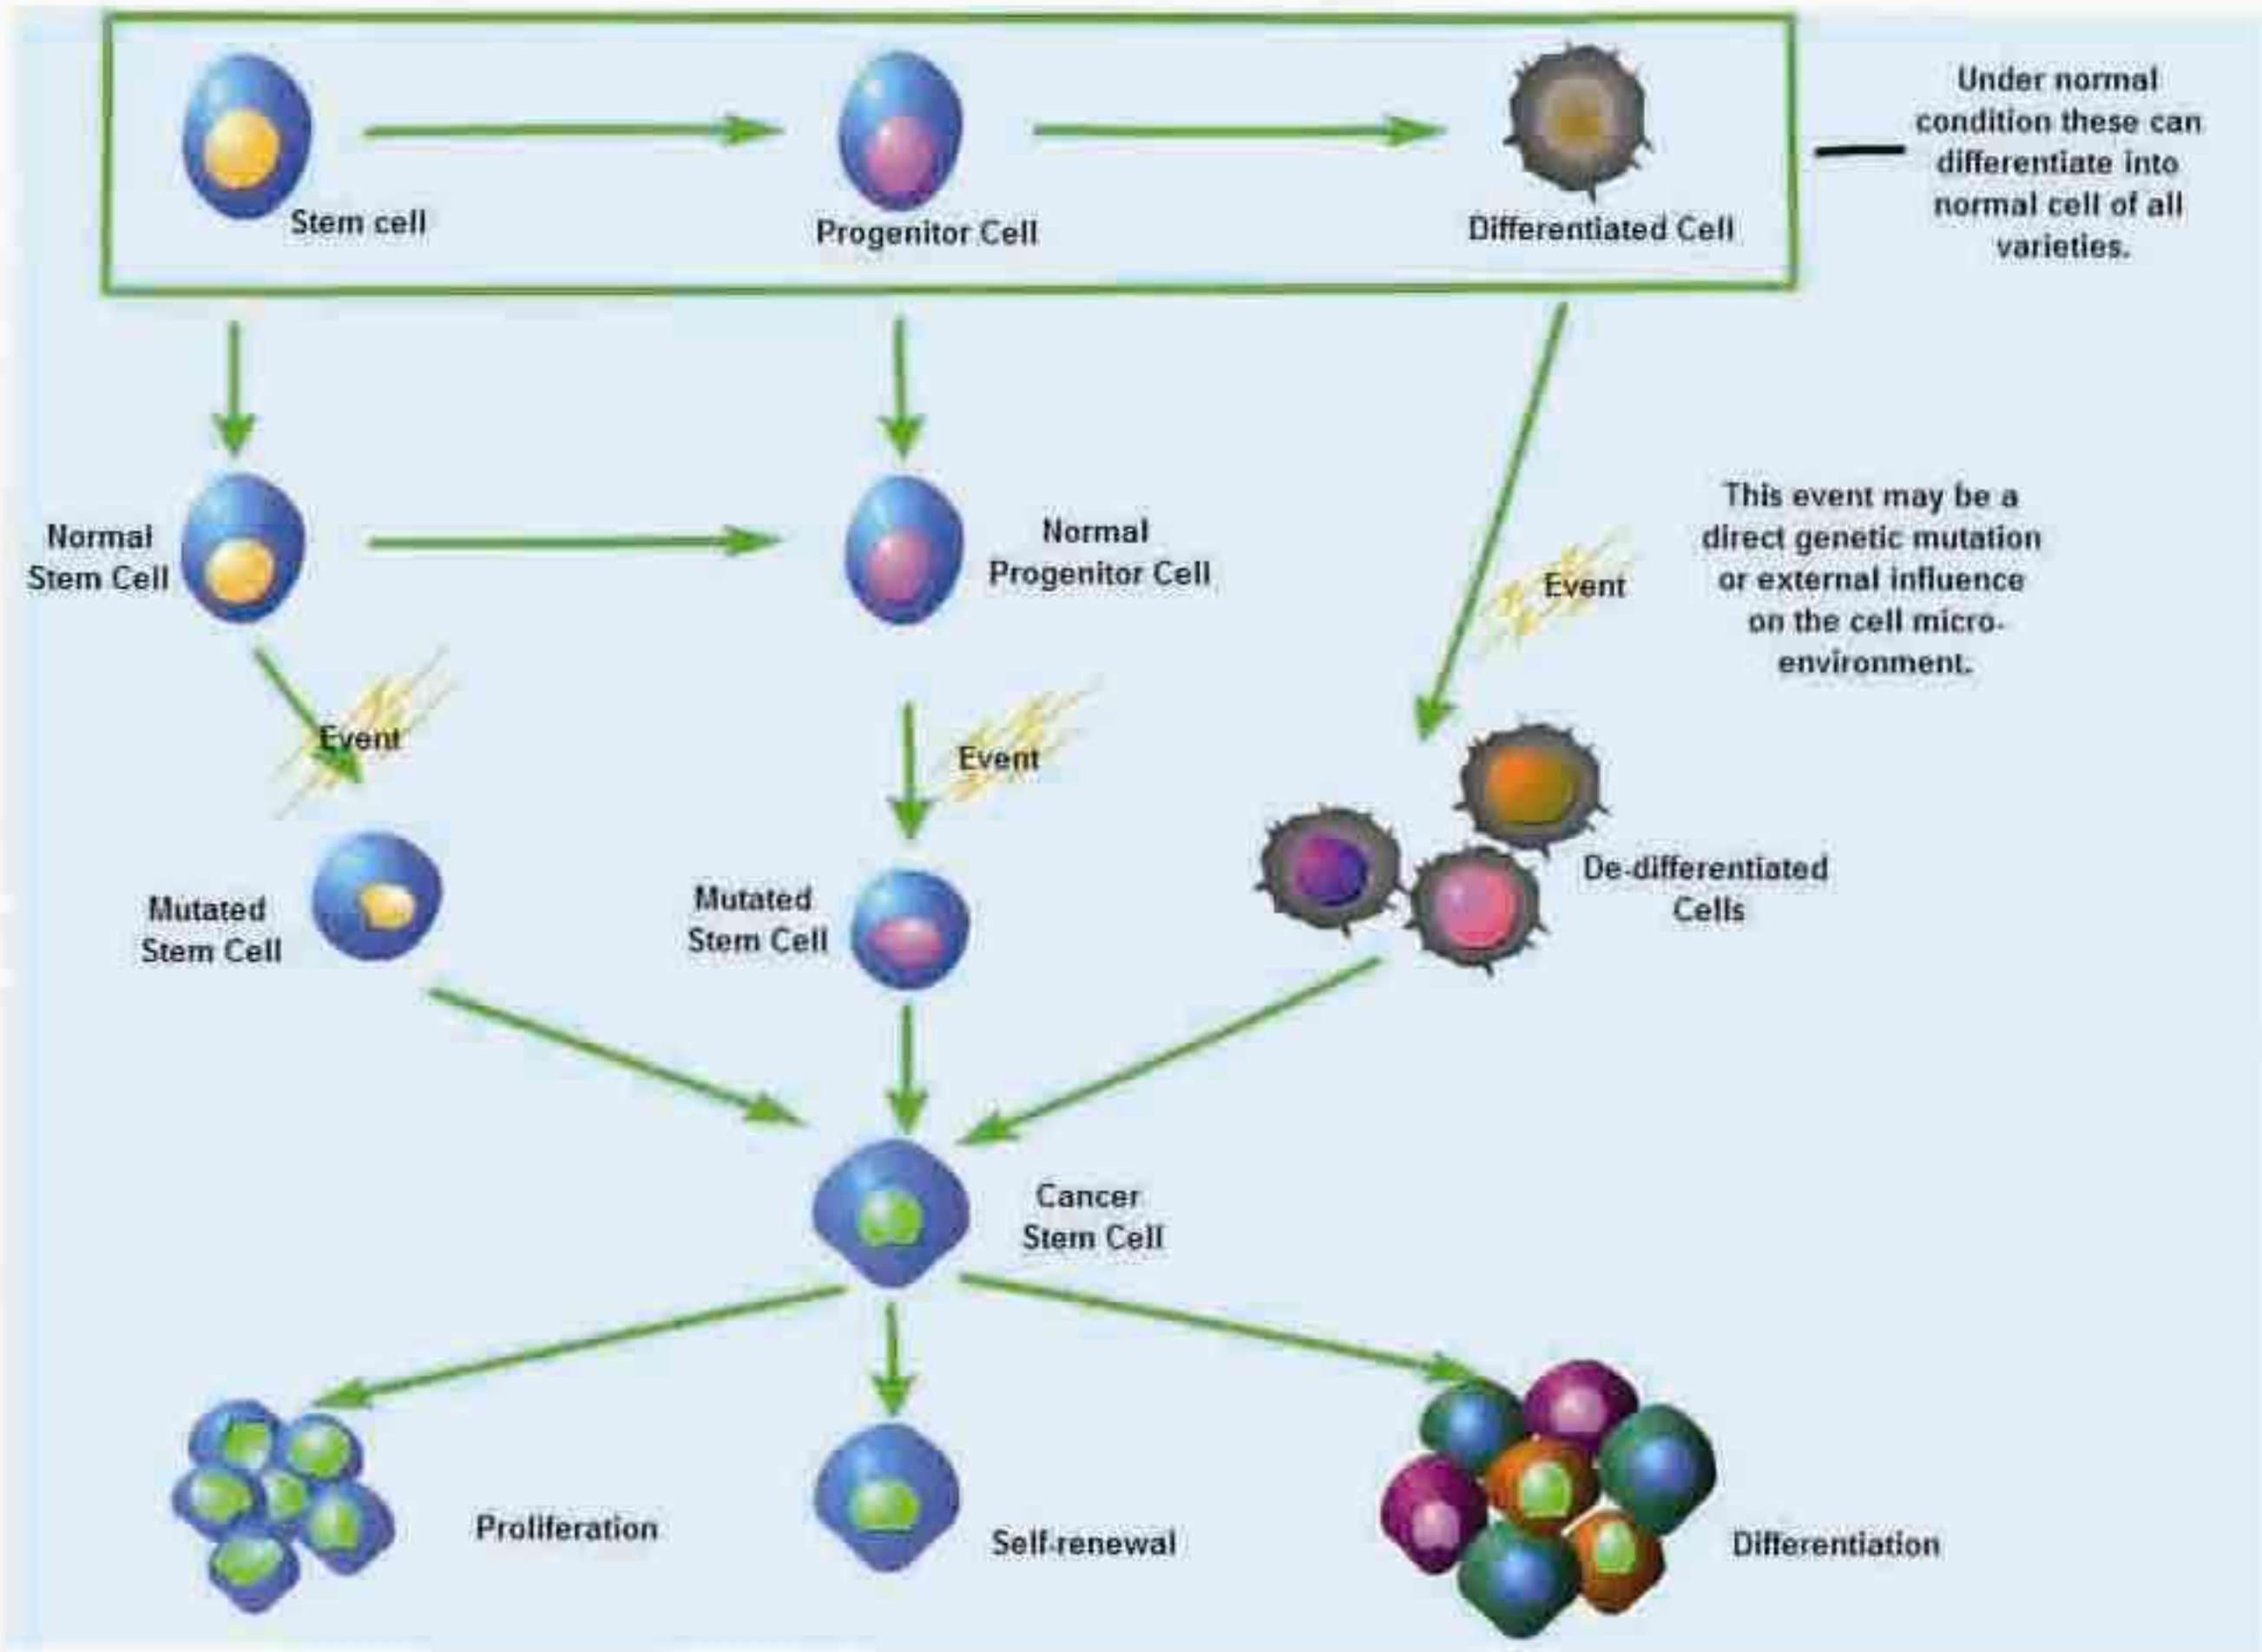 Stem cell
Progenitor Cell
Differentiated Cell
Under normal
condition these can
differentiate into
normal cell of all
varieties.
Normal
Stem Cell
Normal
Progenitor Cell
Event
This event may be a
direct genetic mutation
or external influence
on the cell micro-
environment.
Event
Event
Mutated
Stem Cell
Mutated
Stem Cell
De-differentiated
Cells
Cancer
Stem Cell
Proliferation
Self-renewal
Differentiation